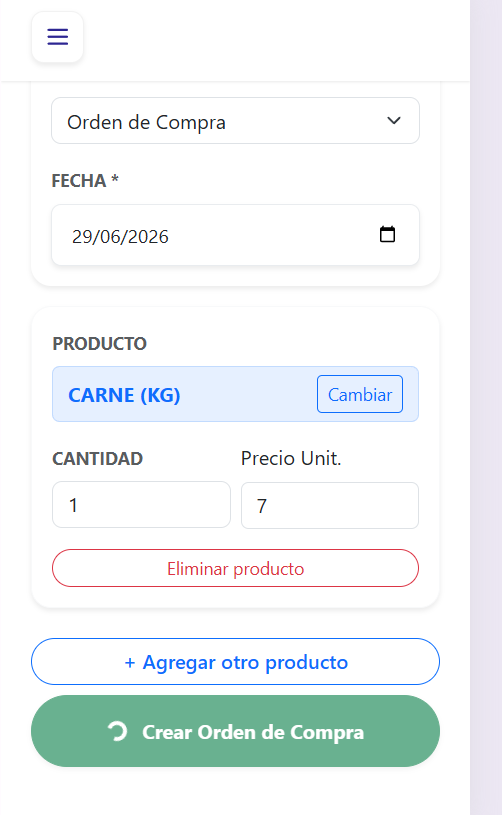 Orden de Compra
FECHA *
29/06/2026
PRODUCTO
CARNE (KG)
Cambiar
CANTIDAD
Precio Unit.
1
7
Eliminar producto
+ Agregar otro producto
Crear Orden de Compra